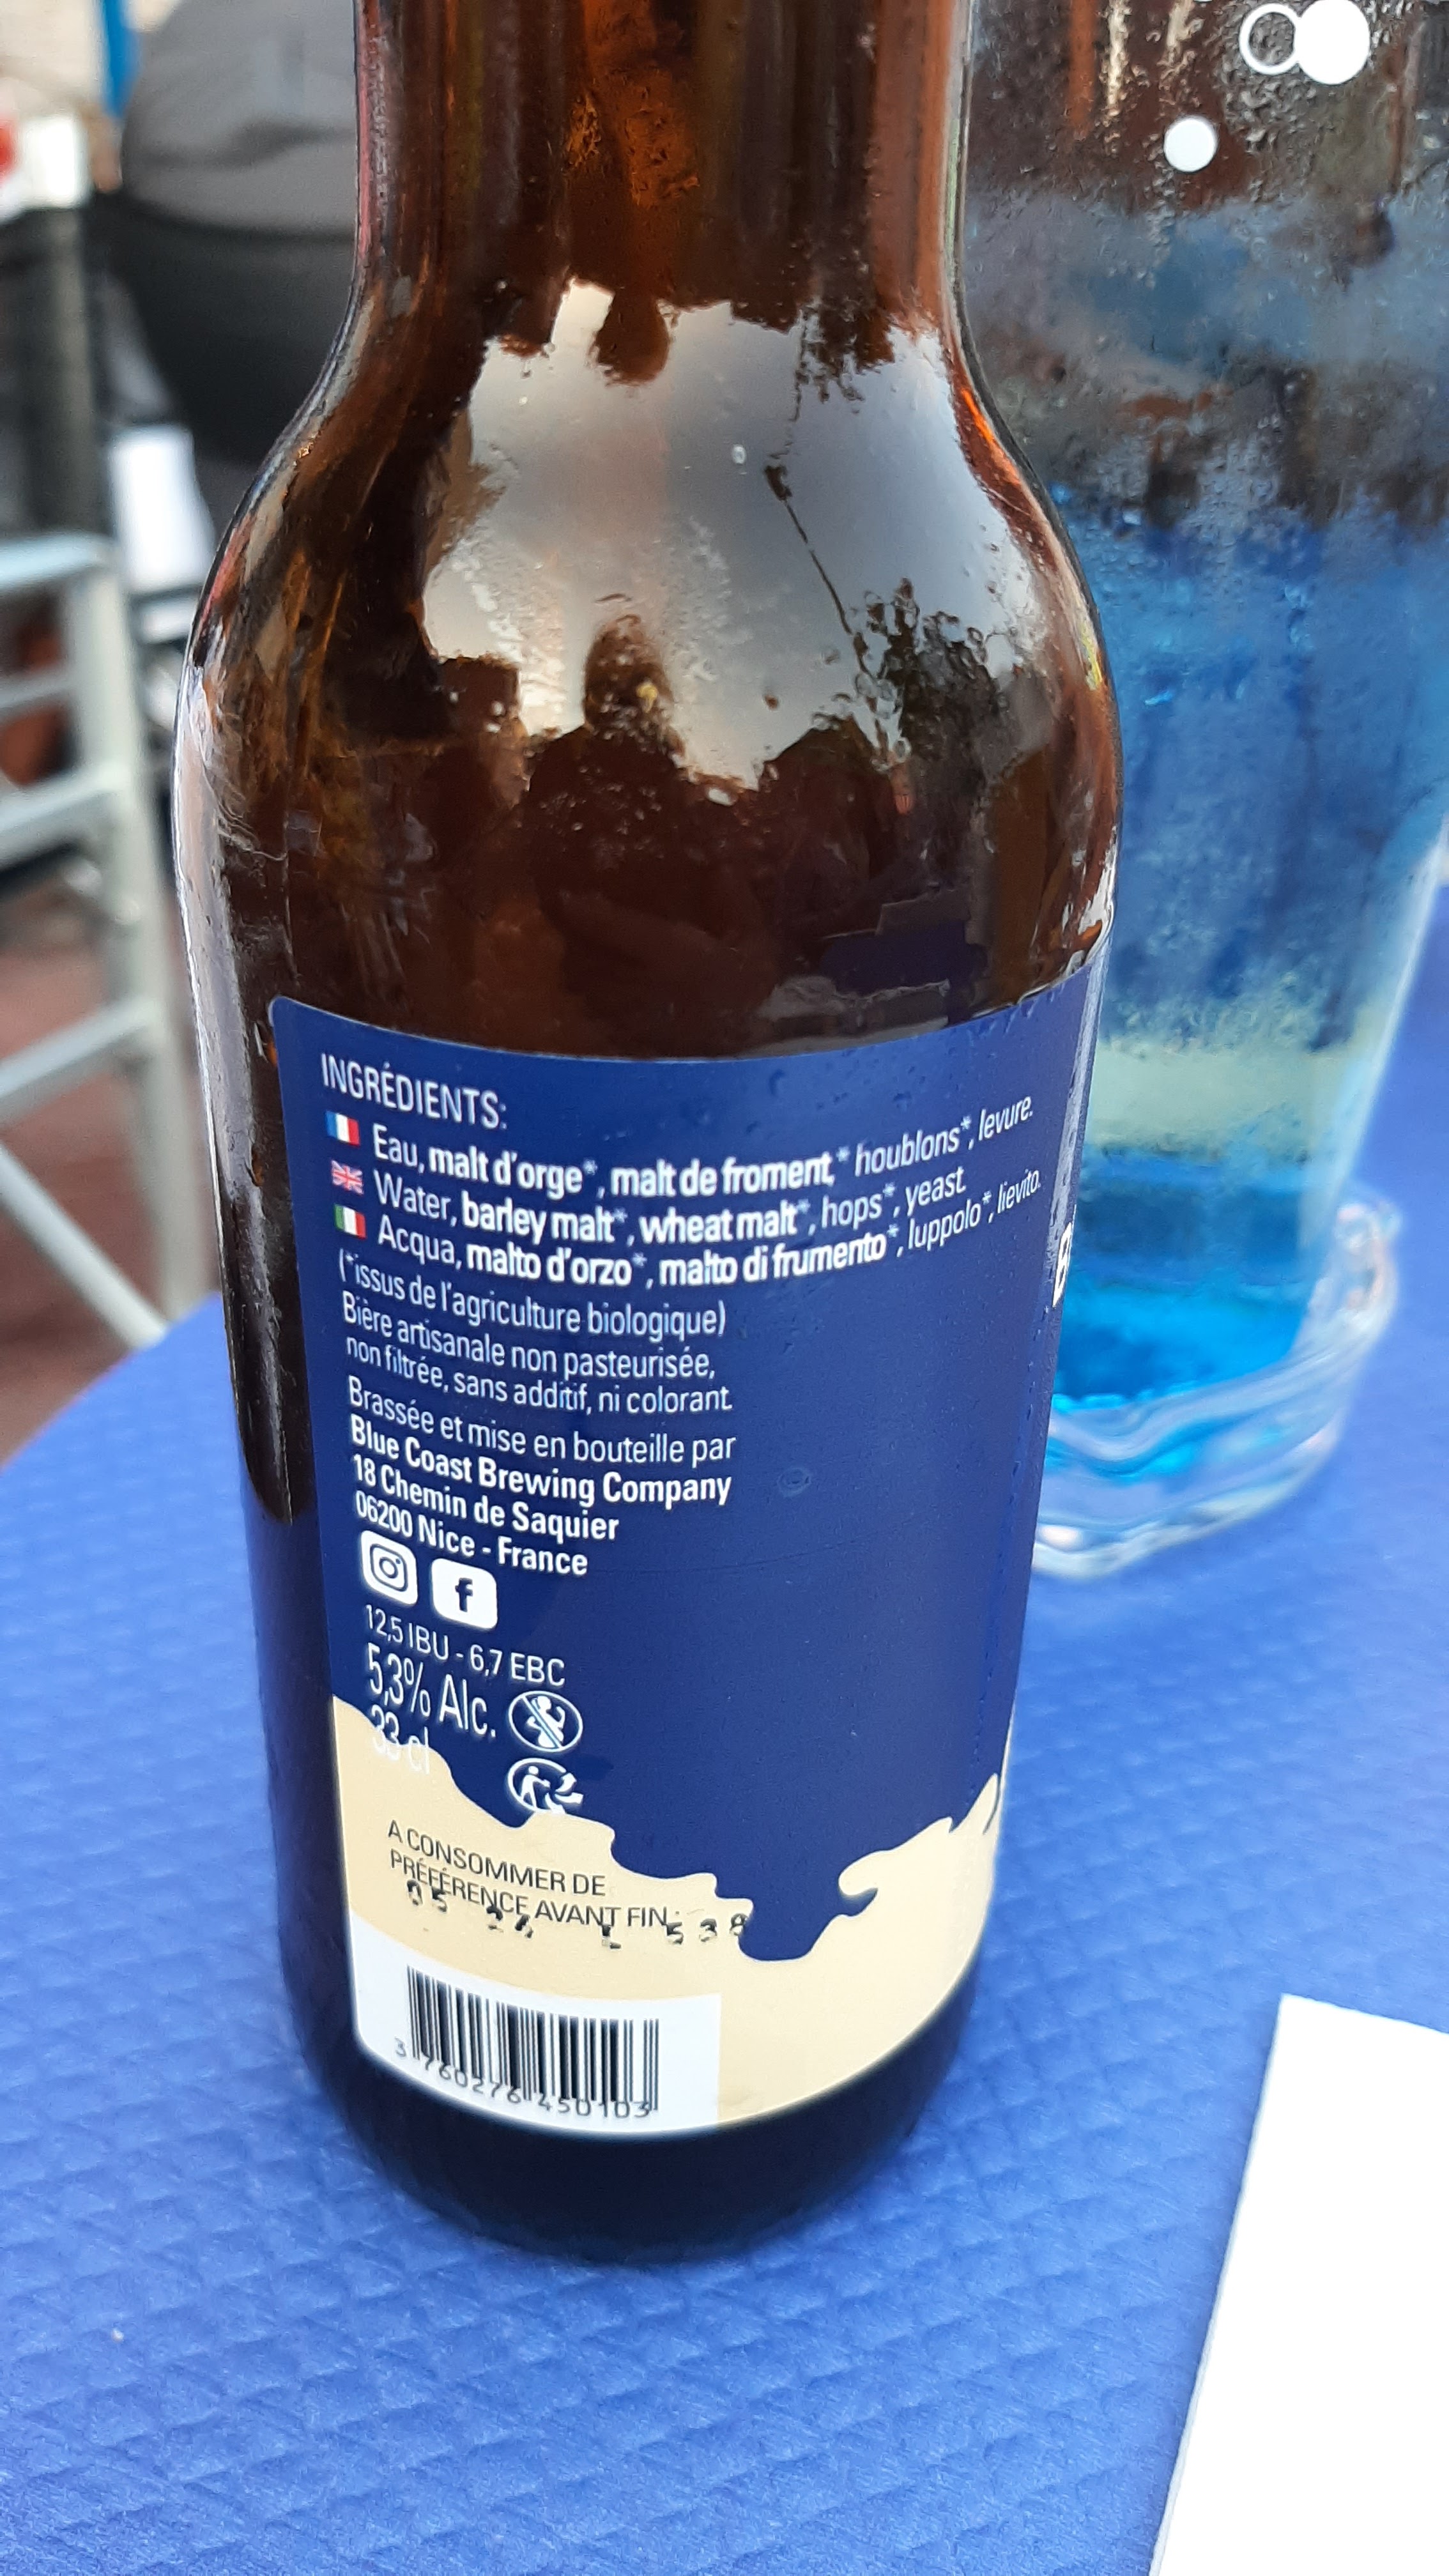 INGRÉDIENTS:
Eau, malt d'orge*, malt de froment,* houblons*, levure.
Water, barley malt*, wheat malt*, hops*, yeast.
Acqua, malto d'orzo*, malto di frumento*, luppolo*, lievito.
(*issus de l'agriculture biologique)
Bière artisanale non pasteurisée,
non filtrée, sans additif, ni colorant.
Brassée et mise en bouteille par
Blue Coast Brewing Company
18 Chemin de Saquier
06200 Nice - France
12,5 IBU - 6,7 EBC
5,3% Alc.
33 cl
A CONSOMMER DE
PRÉFÉRENCE AVANT FIN:
05 24 L 538
3 760276 450103